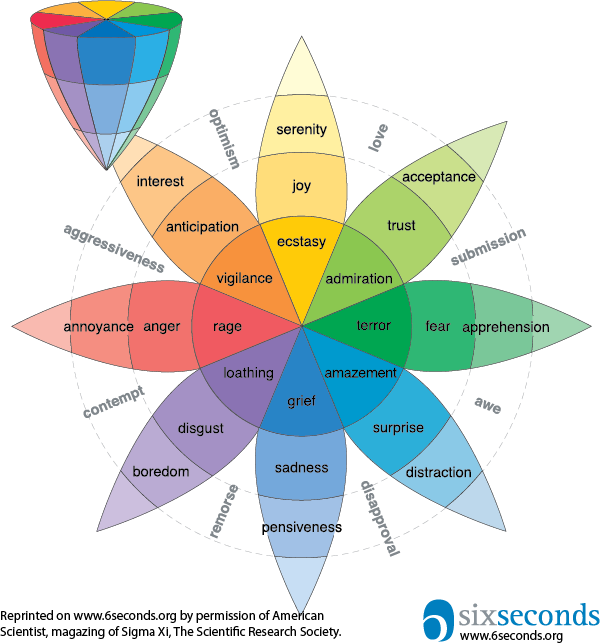 optimism
love
serenity
interest
joy
acceptance
anticipation
trust
aggressiveness
ecstasy
submission
vigilance
admiration
annoyance
anger
rage
terror
fear
apprehension
loathing
amazement
contempt
grief
awe
disgust
surprise
boredom
sadness
distraction
remorse
pensiveness
disapproval
Reprinted on www.6seconds.org by permission of American
Scientist, magazing of Sigma Xi, The Scientific Research Society.
6 sixseconds
www.6seconds.org